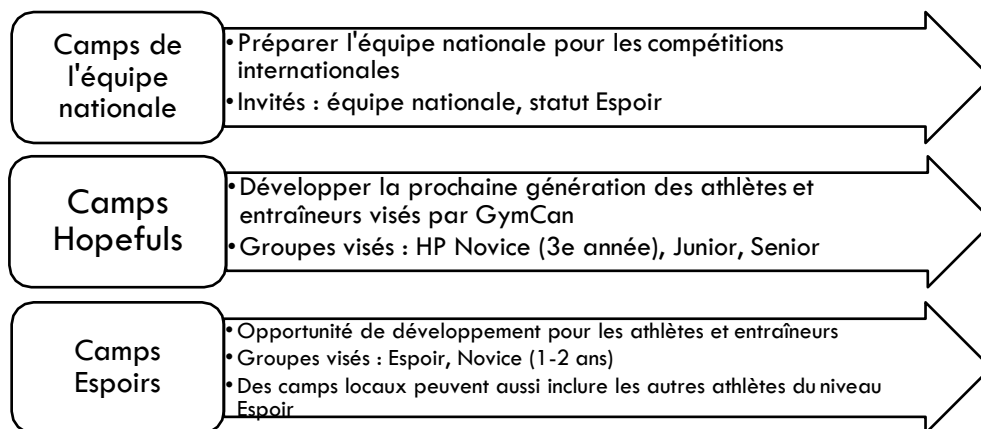 Camps de
l'équipe
nationale
•Préparer l'équipe nationale pour les compétitions
internationales
•Invités : équipe nationale, statut Espoir
Camps
Hopefuls
•Développer la prochaine génération des athlètes et
entraîneurs visés par GymCan
•Groupes visés : HP Novice (3e année), Junior, Senior
Camps
Espoirs
•Opportunité de développement pour les athlètes et entraîneurs
•Groupes visés : Espoir, Novice (1-2 ans)
•Des camps locaux peuvent aussi inclure les autres athlètes du niveau
Espoir